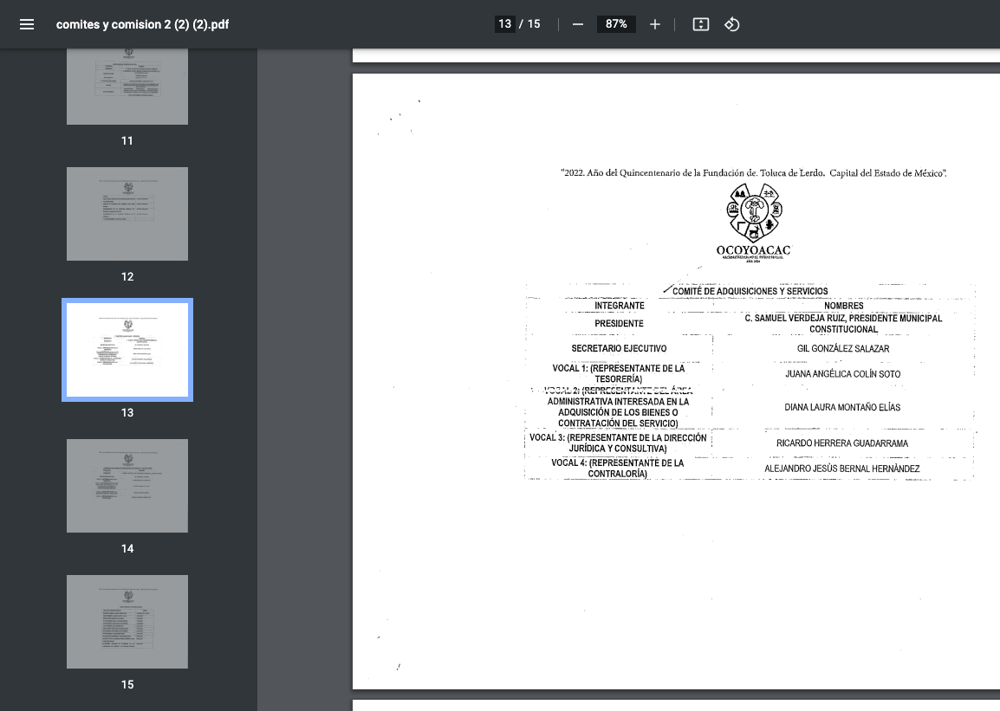 comites y comision 2 (2) (2).pdf
13 / 15
87%
11
12
13
14
15
"2022. Año del Quincentenario de la Fundación de. Toluca de Lerdo. Capital del Estado de México".
OCOYOACAC
COMITÉ DE ADQUISICIONES Y SERVICIOS
INTEGRANTE NOMBRES
PRESIDENTE C. SAMUEL VERDEJA RUIZ, PRESIDENTE MUNICIPAL
CONSTITUCIONAL
SECRETARIO EJECUTIVO GIL GONZÁLEZ SALAZAR
VOCAL 1: (REPRESENTANTE DE LA
TESORERÍA) JUANA ANGÉLICA COLÍN SOTO
VOCAL 2: (REPRESENTANTE DEL ÁREA
ADMINISTRATIVA INTERESADA EN LA
ADQUISICIÓN DE LOS BIENES O
CONTRATACIÓN DEL SERVICIO) DIANA LAURA MONTAÑO ELÍAS
VOCAL 3: (REPRESENTANTE DE LA DIRECCIÓN
JURÍDICA Y CONSULTIVA) RICARDO HERRERA GUADARRAMA
VOCAL 4: (REPRESENTANTE DE LA
CONTRALORÍA) ALEJANDRO JESÙS BERNAL HERNÀNDEZ